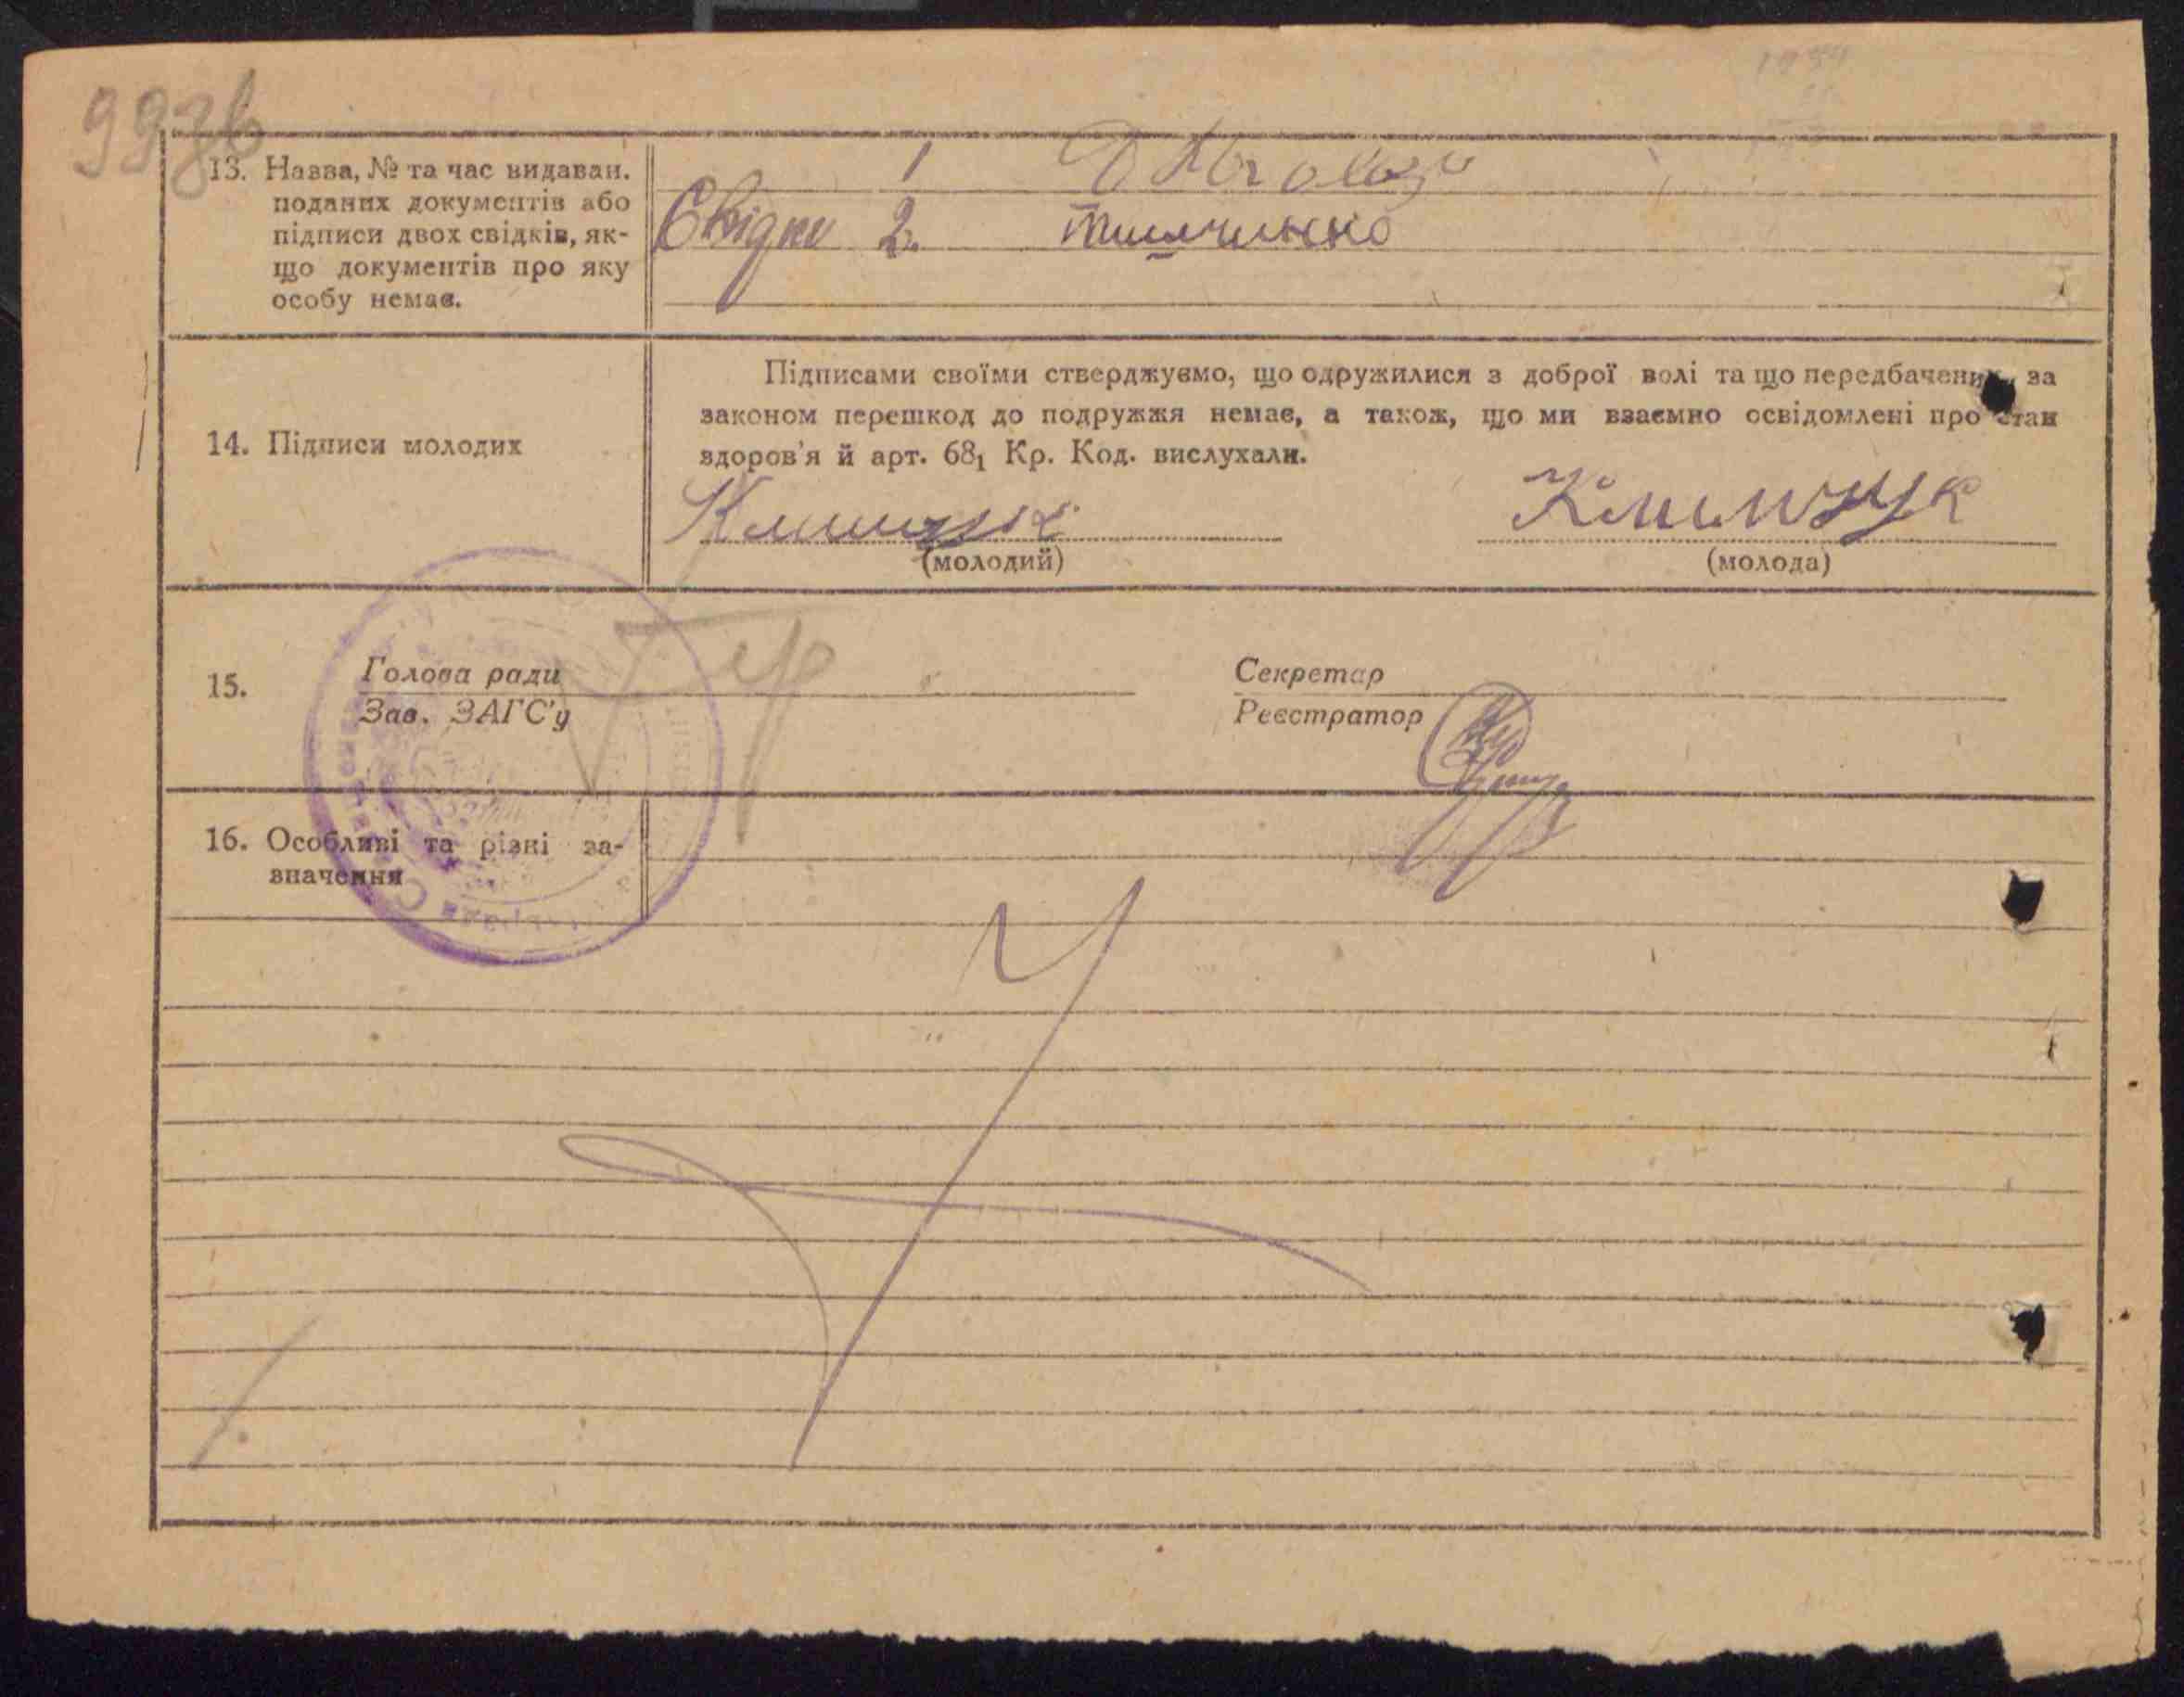 99зв
13. Назва, № та час видаван.
поданих документів або
підписи двох свідків, як-
що документів про яку
особу немає.
1
Свідки 2.
14. Підписи молодих
Підписами своїми стверджуємо, що одружилися з доброї волі та що передбачених за
законом перешкод до подружжя немає, а також, що ми взаємно освідомлені про стан
здоров'я й арт. 68₁ Кр. Код. вислухали.
Климчук Климчук
(молодий) (молода)
15. Голова ради Секретар
Зав. ЗАГС'у Реєстратор
16. Особливі та різні за-
значення